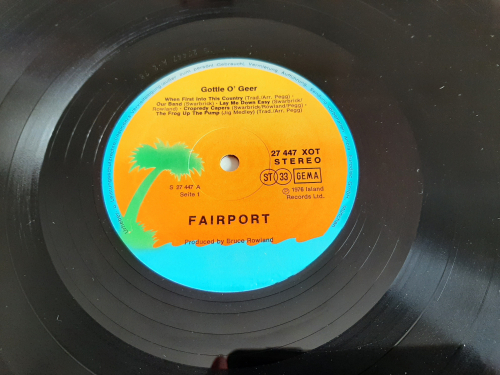 Gottle O' Geer
When First Into This Country (Trad./Arr. Pegg)
Our Band (Swarbrick) - Lay Me Down Easy (Swarbrick/
Rowland) - Cropredy Capers (Swarbrick/Rowland/Pegg)
The Frog Up The Pump (Jig Medley) (Trad./Arr. Pegg)
27 447 XOT
STEREO
ST 33 GEMA
S 27 447 A
Seite 1
℗ 1976 Island
Records Ltd.
FAIRPORT
Produced by Bruce Rowland